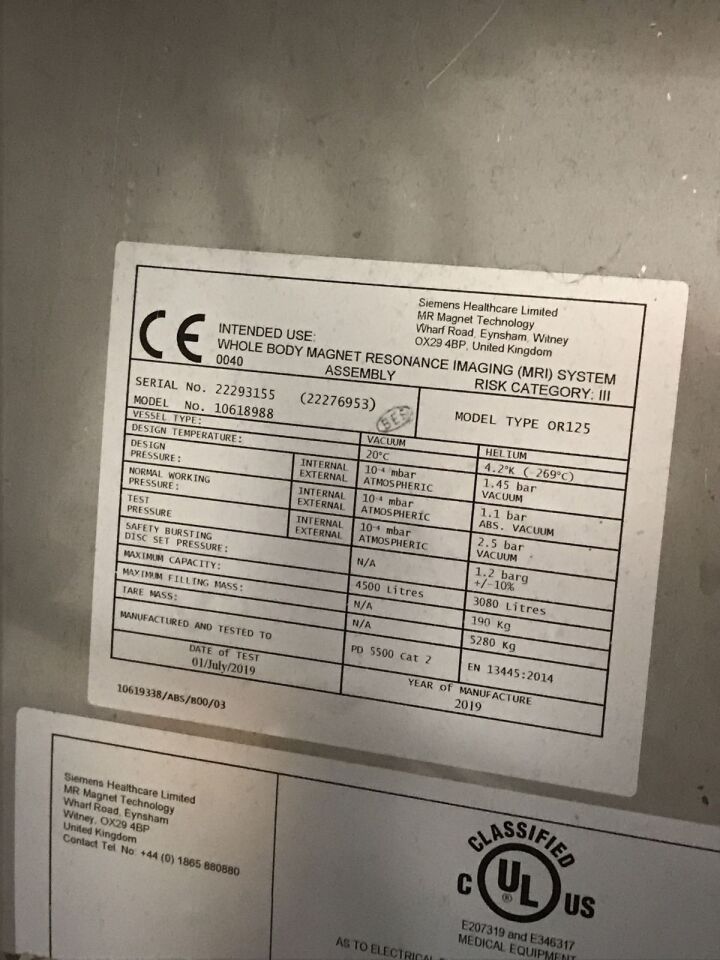 Siemens Healthcare Limited
MR Magnet Technology
Wharf Road, Eynsham, Witney
OX29 4BP, United Kingdom
CE
0040
INTENDED USE:
WHOLE BODY MAGNET RESONANCE IMAGING (MRI) SYSTEM
ASSEMBLY
RISK CATEGORY: III
SERIAL No. 22293155 (22276953)
MODEL No. 10618988
BES
MODEL TYPE OR125
VESSEL TYPE: VACUUM HELIUM
DESIGN TEMPERATURE: 20°C 4.2°K (-269°C)
DESIGN PRESSURE: INTERNAL 10⁻⁴ mbar 1.45 bar
EXTERNAL ATMOSPHERIC VACUUM
NORMAL WORKING PRESSURE: INTERNAL 10⁻⁴ mbar 1.1 bar
EXTERNAL ATMOSPHERIC ABS. VACUUM
TEST PRESSURE INTERNAL 10⁻⁴ mbar 2.5 bar
EXTERNAL ATMOSPHERIC VACUUM
SAFETY BURSTING DISC SET PRESSURE: N/A 1.2 barg +/-10%
MAXIMUM CAPACITY: 4500 Litres 3080 Litres
MAXIMUM FILLING MASS: N/A 190 Kg
TARE MASS: N/A 5280 Kg
MANUFACTURED AND TESTED TO PD 5500 Cat 2 EN 13445:2014
DATE of TEST
01/July/2019
YEAR of MANUFACTURE
2019
10619338/ABS/B00/03
Siemens Healthcare Limited
MR Magnet Technology
Wharf Road, Eynsham
Witney, OX29 4BP
United Kingdom
Contact Tel. No: +44 (0) 1865 880880
CLASSIFIED
C UL® US
E207319 and E346317
MEDICAL EQUIPMENT
AS TO ELECTRICAL